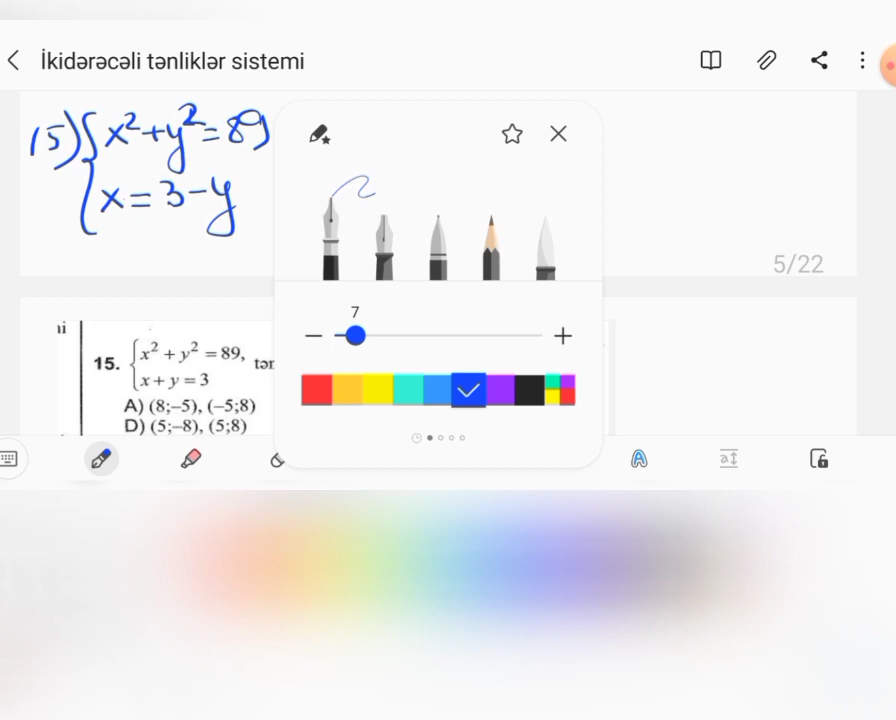 İkidərəcəli tənliklər sistemi
15) { x² + y² = 89
x = 3 - y
5/22
7
15. { x² + y² = 89,
x + y = 3
A) (8;–5), (–5;8)
D) (5;–8), (5;8)